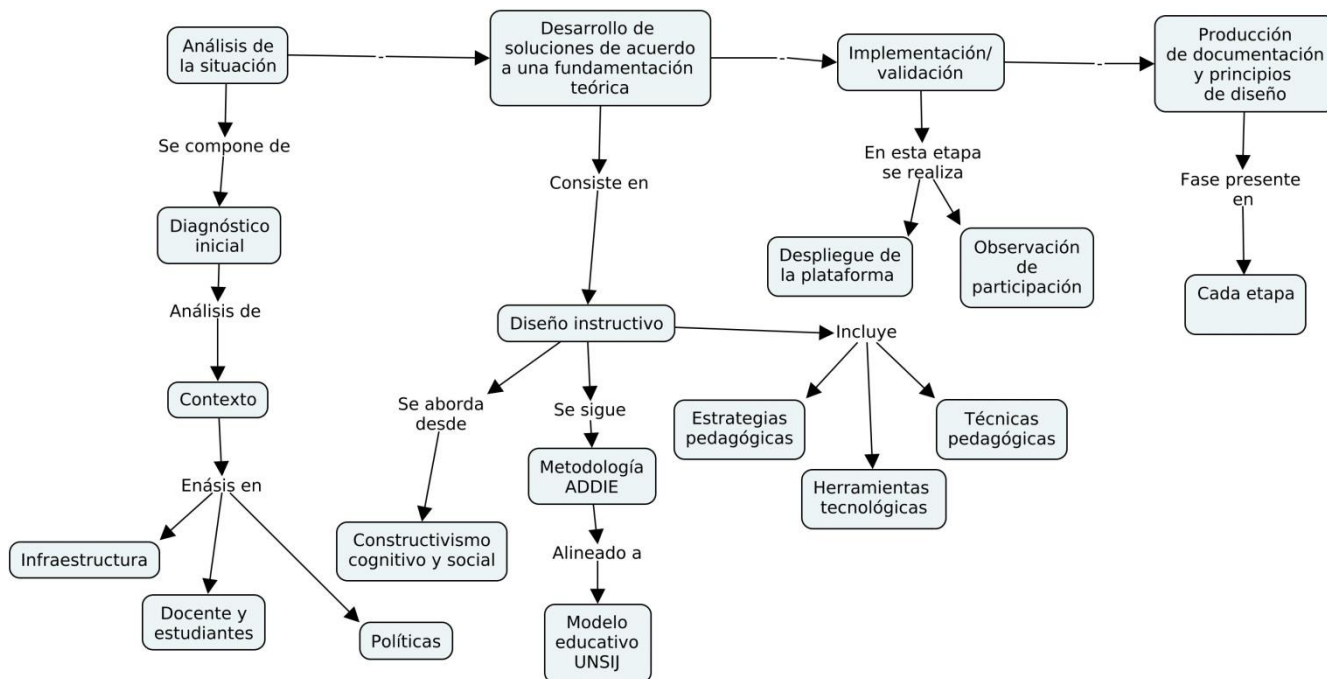 Análisis de
la situación
-
Desarrollo de
soluciones de acuerdo
a una fundamentación
teórica
-
Implementación/
validación
-
Producción
de documentación
y principios
de diseño
Se compone de
Diagnóstico
inicial
Análisis de
Contexto
Enásis en
Infraestructura
Docente y
estudiantes
Políticas
Consiste en
Diseño instructivo
Se aborda
desde
Constructivismo
cognitivo y social
Se sigue
Metodología
ADDIE
Alineado a
Modelo
educativo
UNSIJ
Incluye
Estrategias
pedagógicas
Herramientas
tecnológicas
Técnicas
pedagógicas
En esta etapa
se realiza
Despliegue de
la plataforma
Observación
de
participación
Fase presente
en
Cada etapa